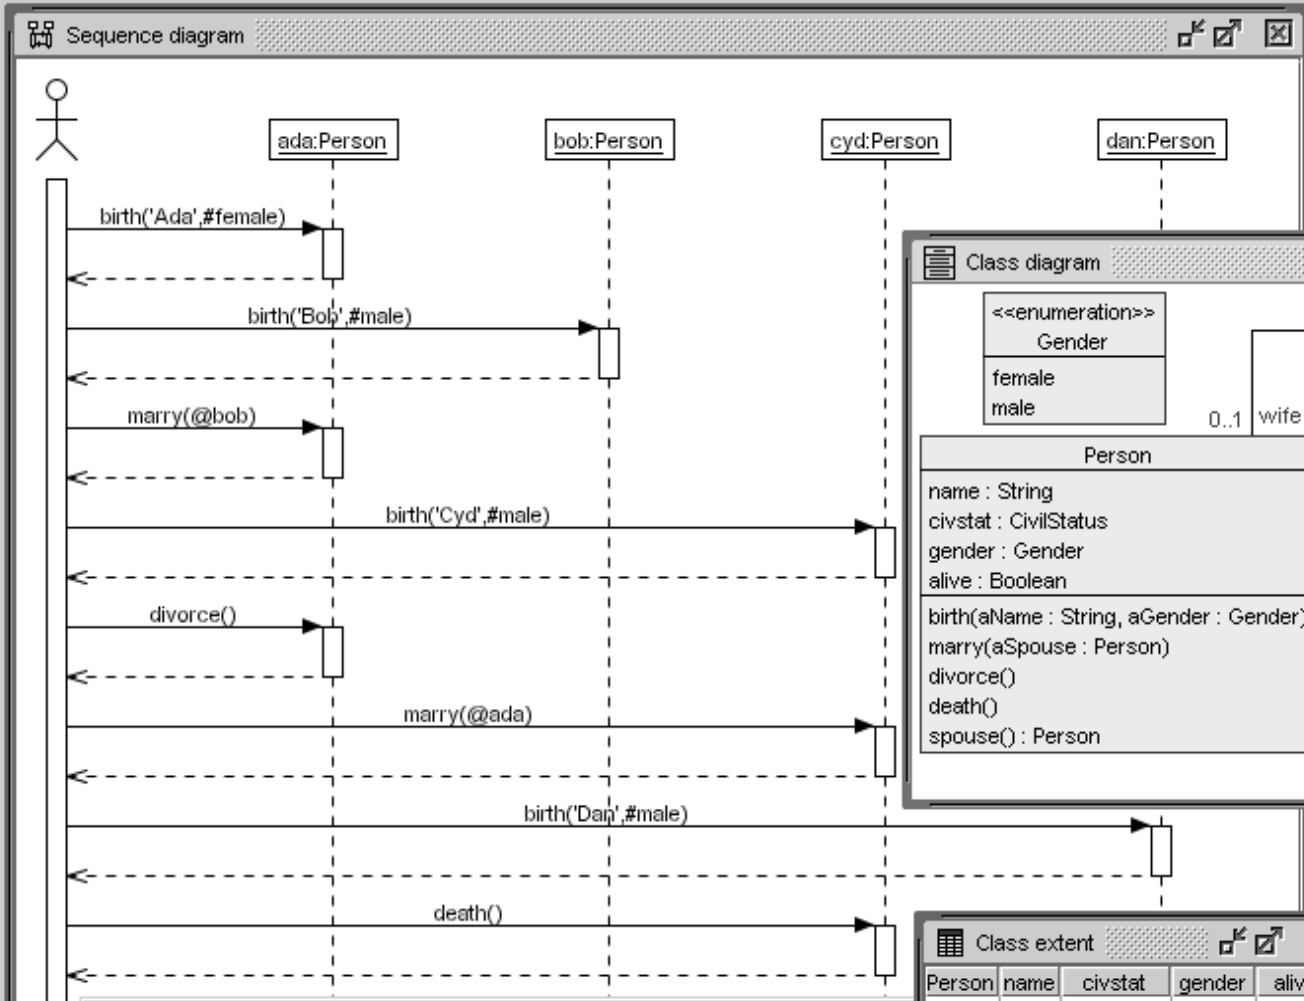 Sequence diagram
ada:Person
bob:Person
cyd:Person
dan:Person
birth('Ada',#female)
birth('Bob',#male)
marry(@bob)
birth('Cyd',#male)
divorce()
marry(@ada)
birth('Dan',#male)
death()
Class diagram
<<enumeration>>
Gender
female
male
0..1 wife
Person
name : String
civstat : CivilStatus
gender : Gender
alive : Boolean
birth(aName : String, aGender : Gender)
marry(aSpouse : Person)
divorce()
death()
spouse() : Person
Class extent
Person name civstat gender